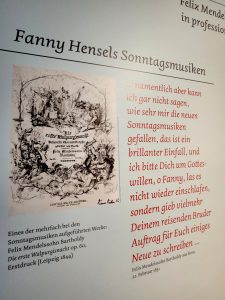 Felix Mendels
in profession
Fanny Hensels Sonntagsmusiken
... namentlich aber kann
ich gar nicht sagen,
wie sehr mir die neuen
Sonntagsmusiken
gefallen, das ist ein
brillanter Einfall, und
ich bitte Dich um Gottes-
willen, o Fanny, las es
nicht wieder einschlafen,
sondern gieb vielmehr
Deinem reisenden Bruder
Auftrag für Euch einiges
Neue zu schreiben ...
Felix Mendelssohn Bartholdy
22. Februar 1831
Eines der mehrfach bei den
Sonntagsmusiken aufgeführten Werke:
Felix Mendelssohn Bartholdy
Die erste Walpurgisnacht op. 60,
Erstdruck [Leipzig 1844]